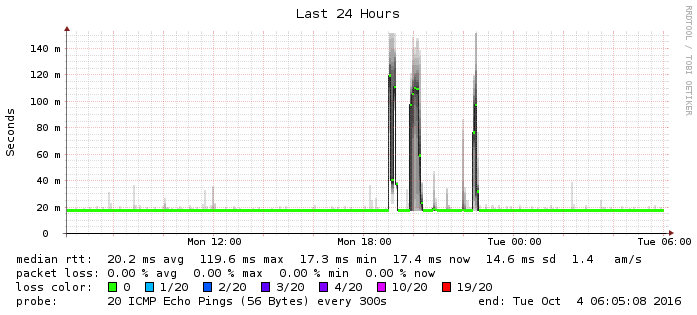 Last 24 Hours
RRDTOOL / TOBI OETIKER
Seconds
140 m
120 m
100 m
80 m
60 m
40 m
20 m
0
Mon 12:00 Mon 18:00 Tue 00:00 Tue 06:00
median rtt: 20.2 ms avg 119.6 ms max 17.3 ms min 17.4 ms now 14.6 ms sd 1.4 am/s
packet loss: 0.00 % avg 0.00 % max 0.00 % min 0.00 % now
loss color: 0 1/20 2/20 3/20 4/20 10/20 19/20
probe: 20 ICMP Echo Pings (56 Bytes) every 300s end: Tue Oct 4 06:05:08 2016